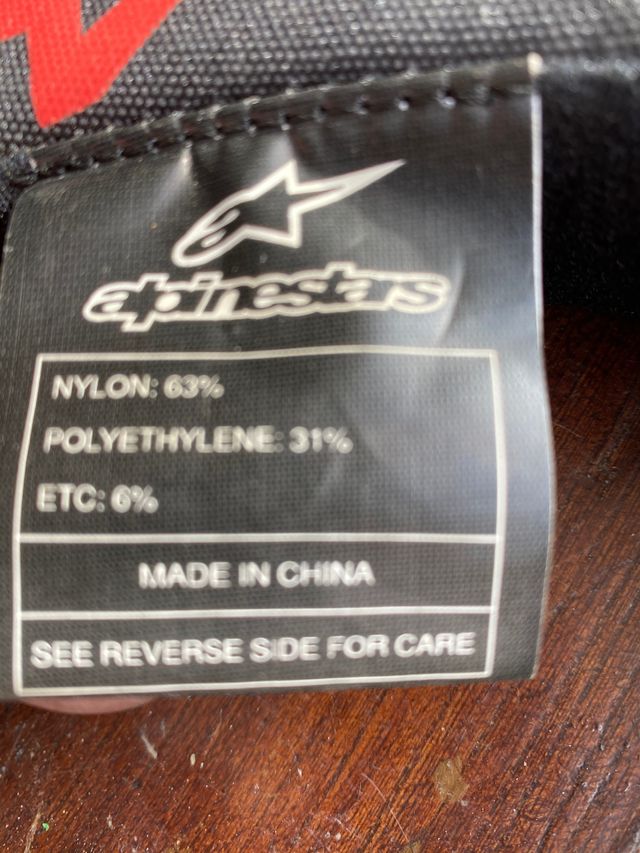 alpinestars
NYLON: 63%
POLYETHYLENE: 31%
ETC: 6%
MADE IN CHINA
SEE REVERSE SIDE FOR CARE